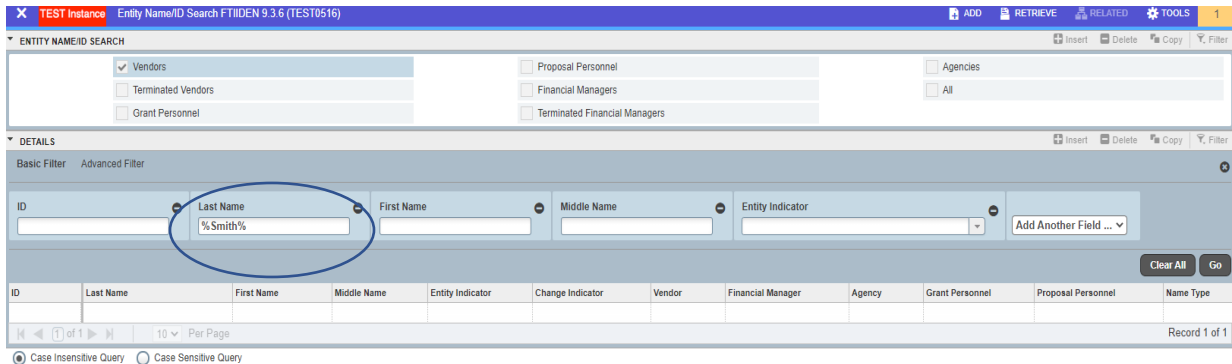 X TEST Instance Entity Name/ID Search FTIIDEN 9.3.6 (TEST0516) ADD RETRIEVE RELATED TOOLS 1
ENTITY NAME/ID SEARCH Insert Delete Copy Filter
Vendors Proposal Personnel Agencies
Terminated Vendors Financial Managers All
Grant Personnel Terminated Financial Managers
DETAILS Insert Delete Copy Filter
Basic Filter Advanced Filter
ID Last Name First Name Middle Name Entity Indicator
%Smith% Add Another Field ...
Clear All Go
ID Last Name First Name Middle Name Entity Indicator Change Indicator Vendor Financial Manager Agency Grant Personnel Proposal Personnel Name Type
1 of 1 10 Per Page Record 1 of 1
Case Insensitive Query Case Sensitive Query